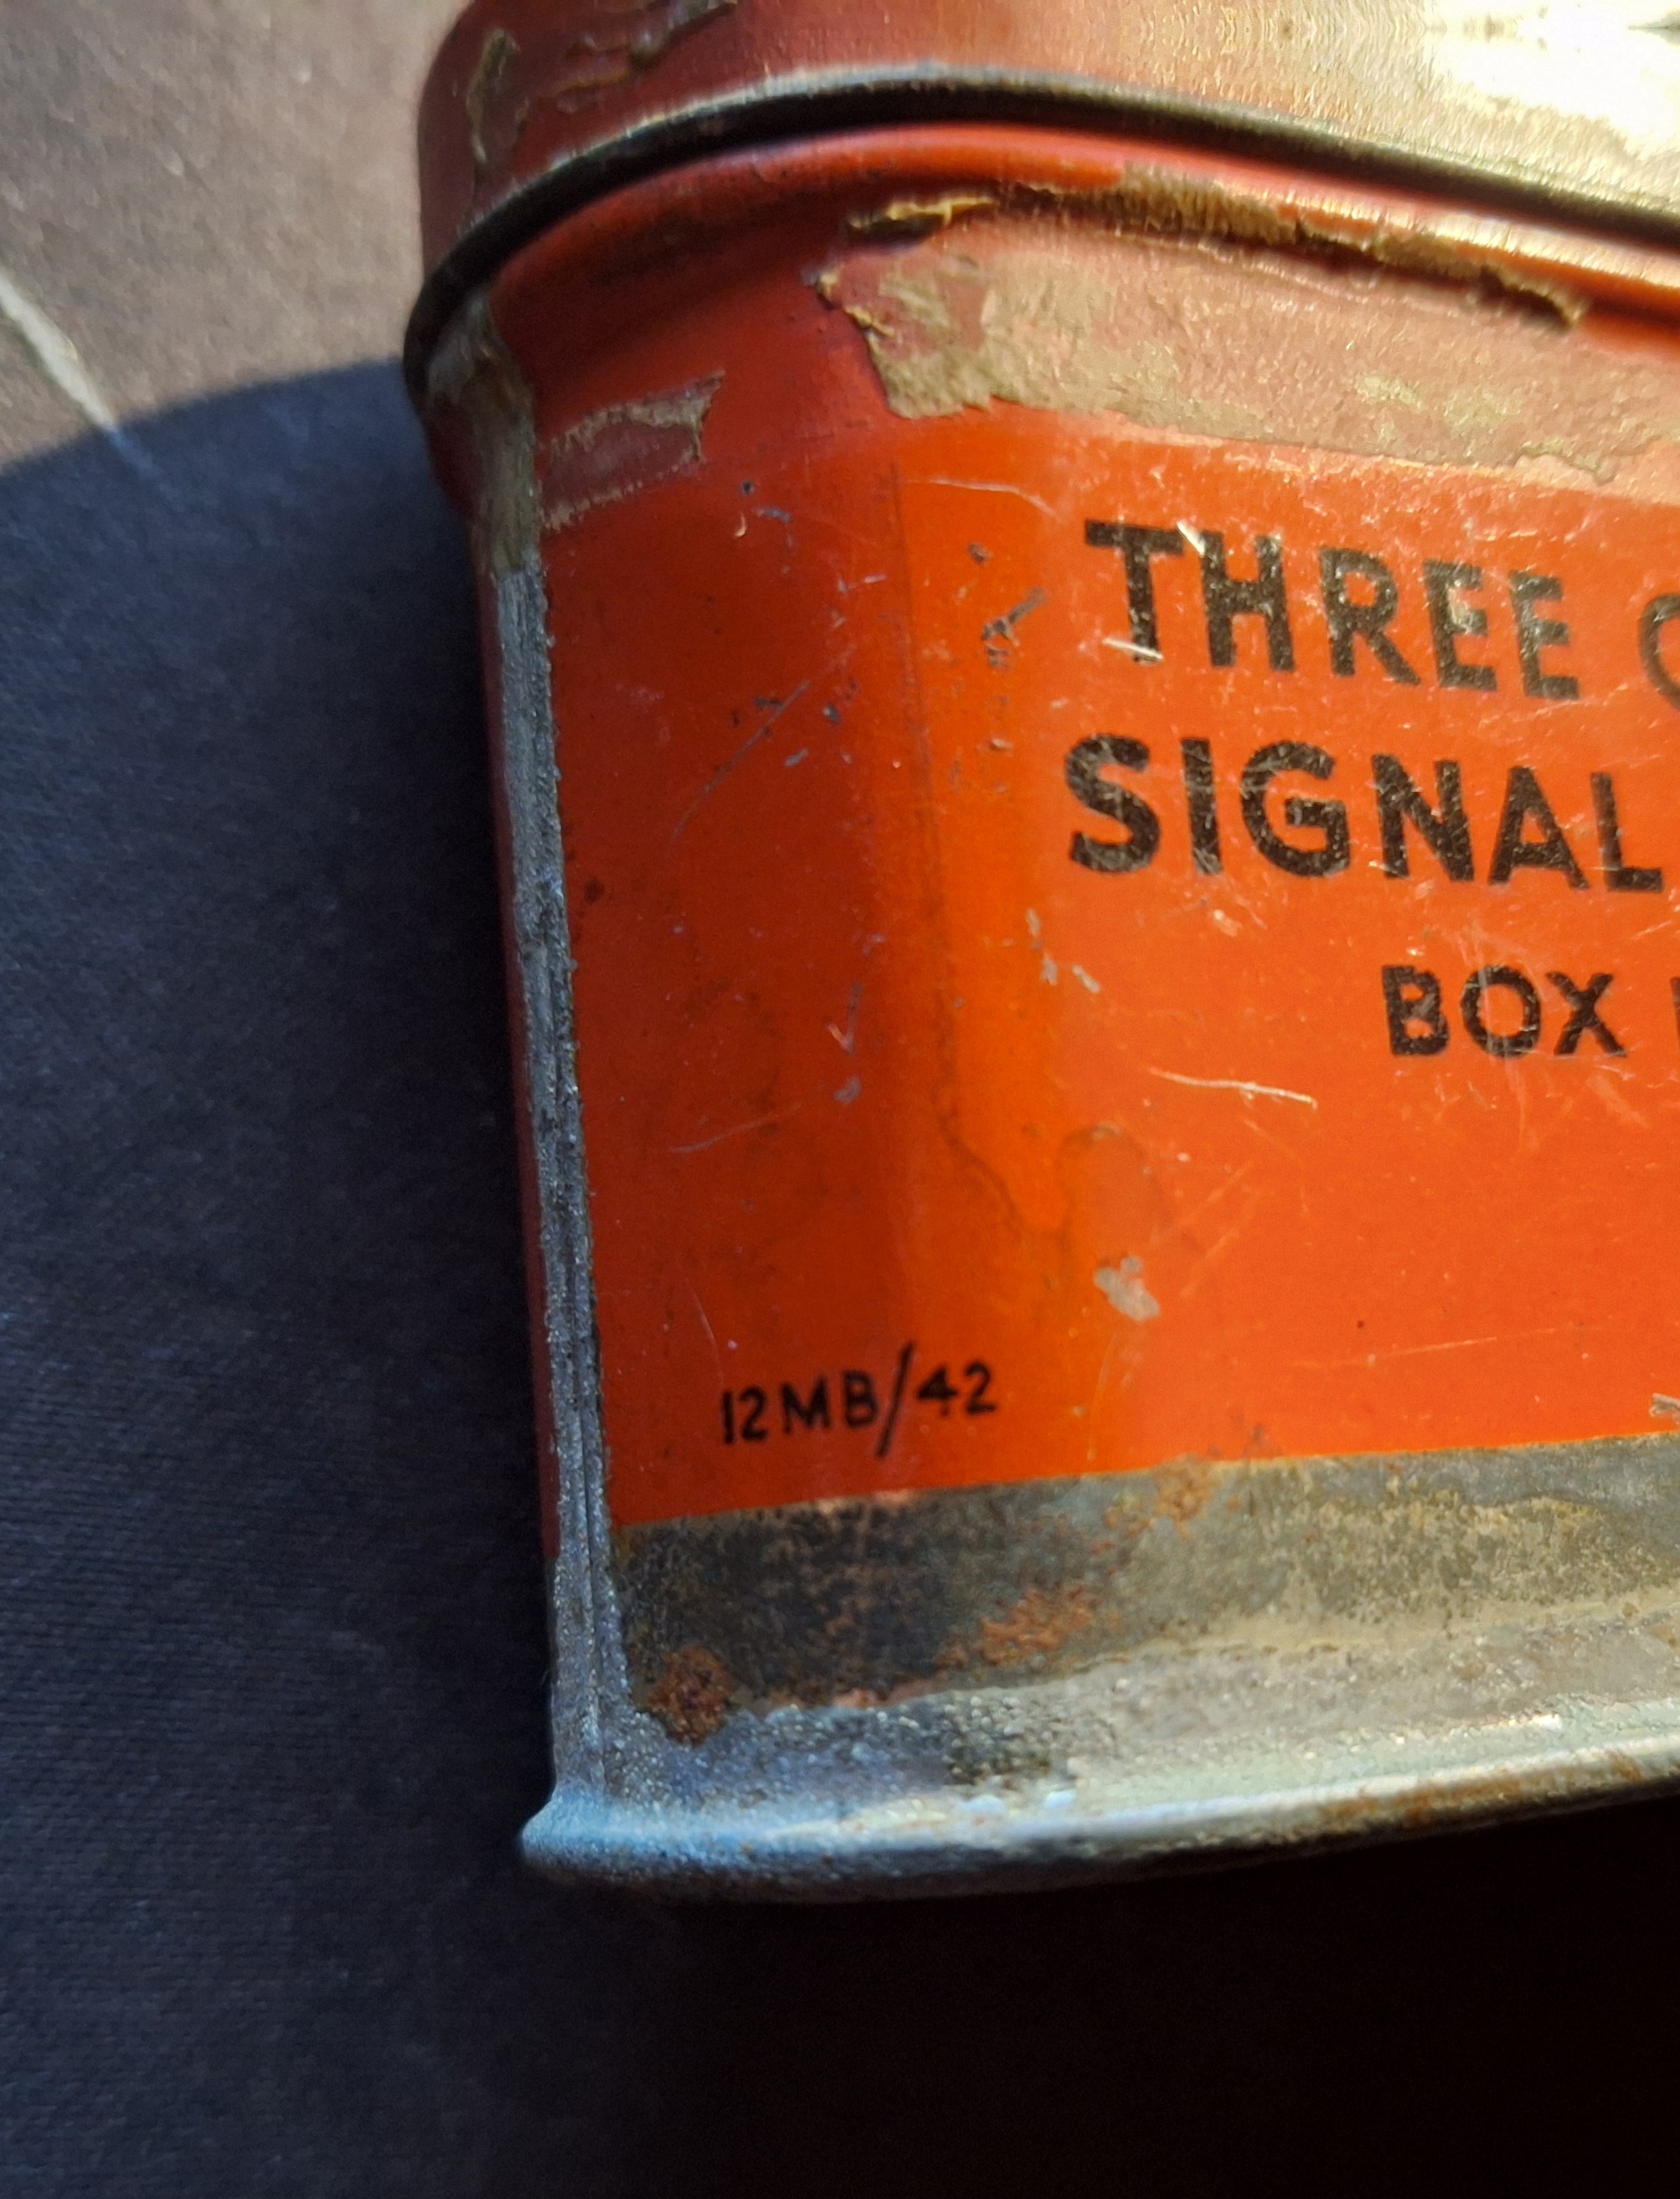 THREE
SIGNAL
BOX
12MB/42